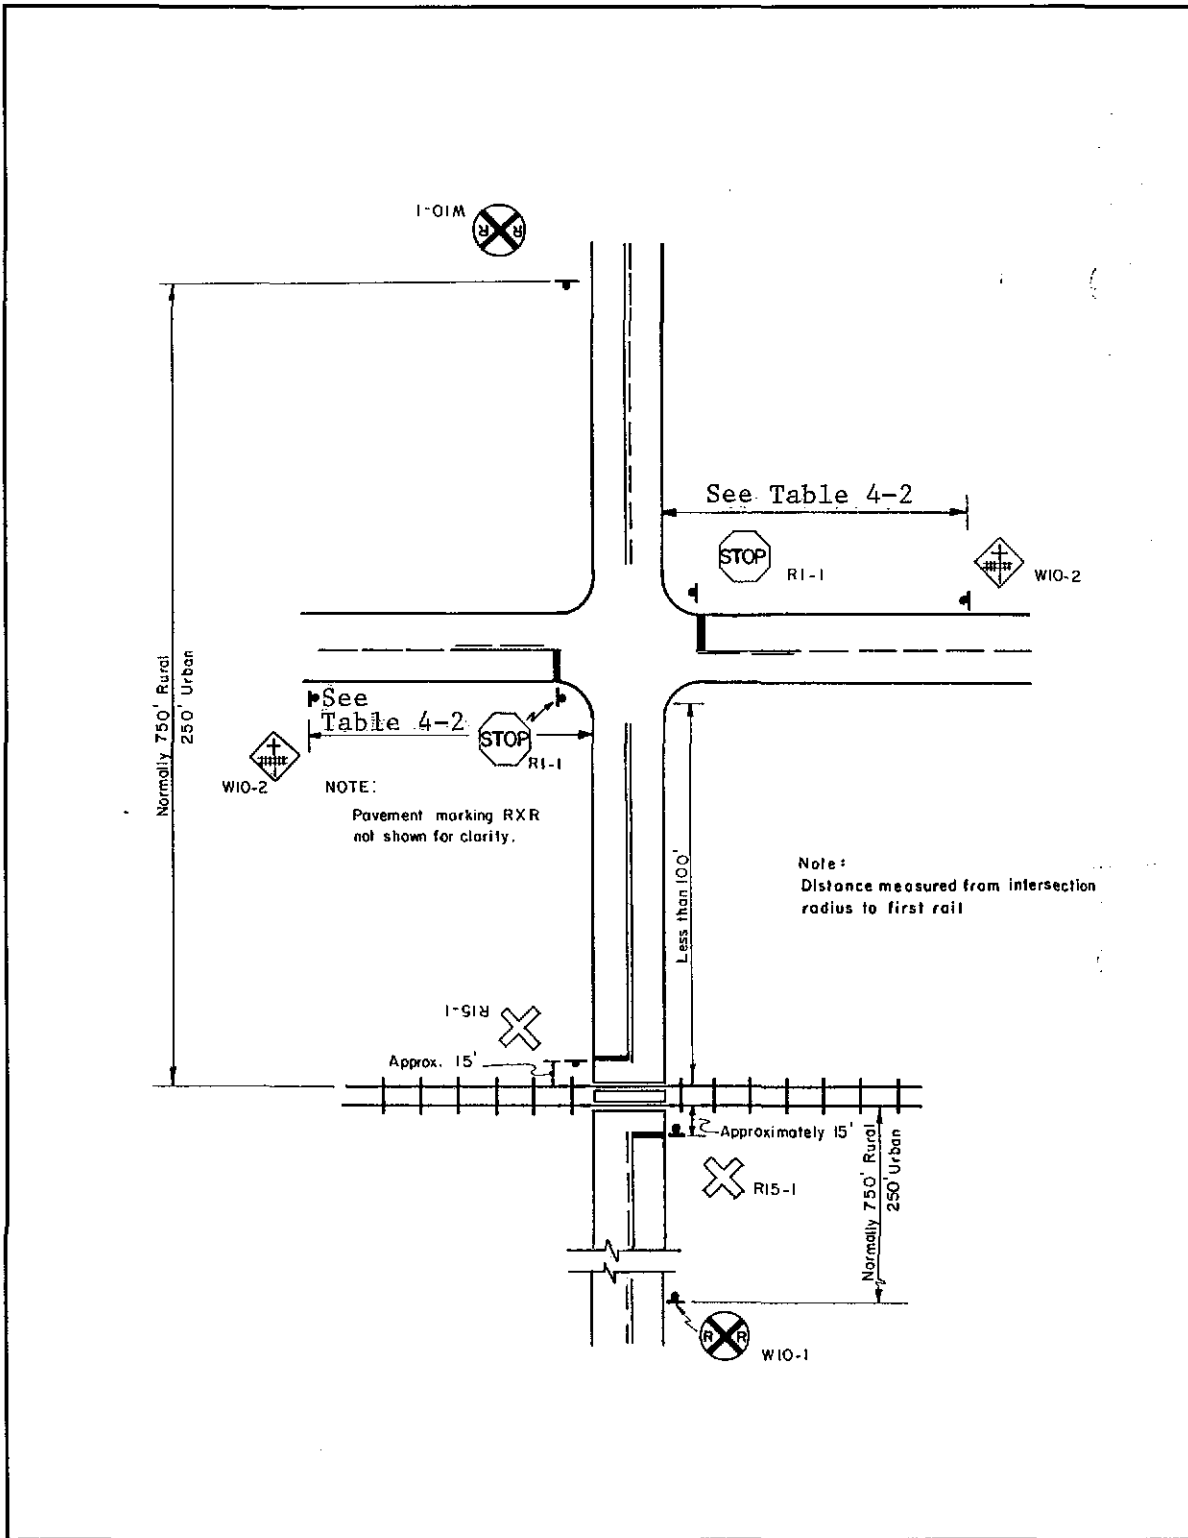 W10-1
R R
See Table 4-2
STOP
R1-1
W10-2
Normally 750' Rural
250' Urban
See
Table 4-2
STOP
R1-1
W10-2
NOTE:
Pavement marking RXR
not shown for clarity.
Less than 100'
Note:
Distance measured from intersection
radius to first rail
R15-1
Approx. 15'
Approximately 15'
R15-1
Normally 750' Rural
250' Urban
R R
W10-1